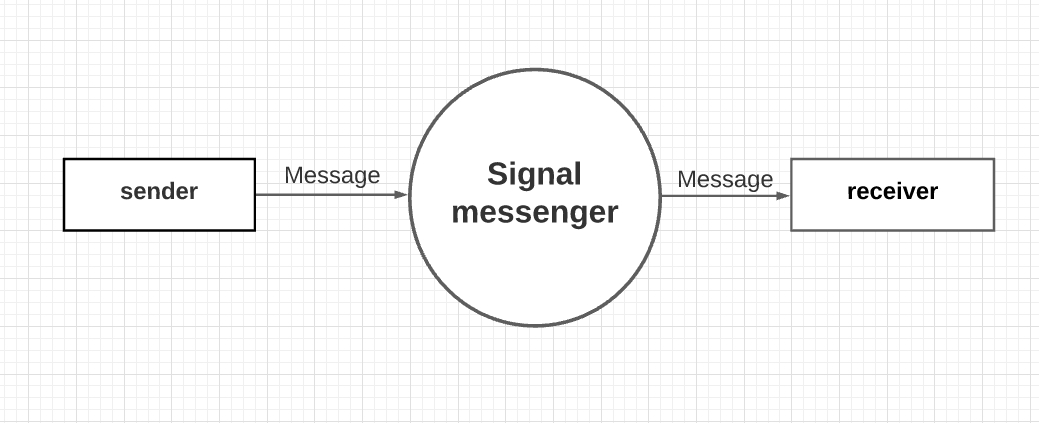 sender
Message
Signal
messenger
Message
receiver